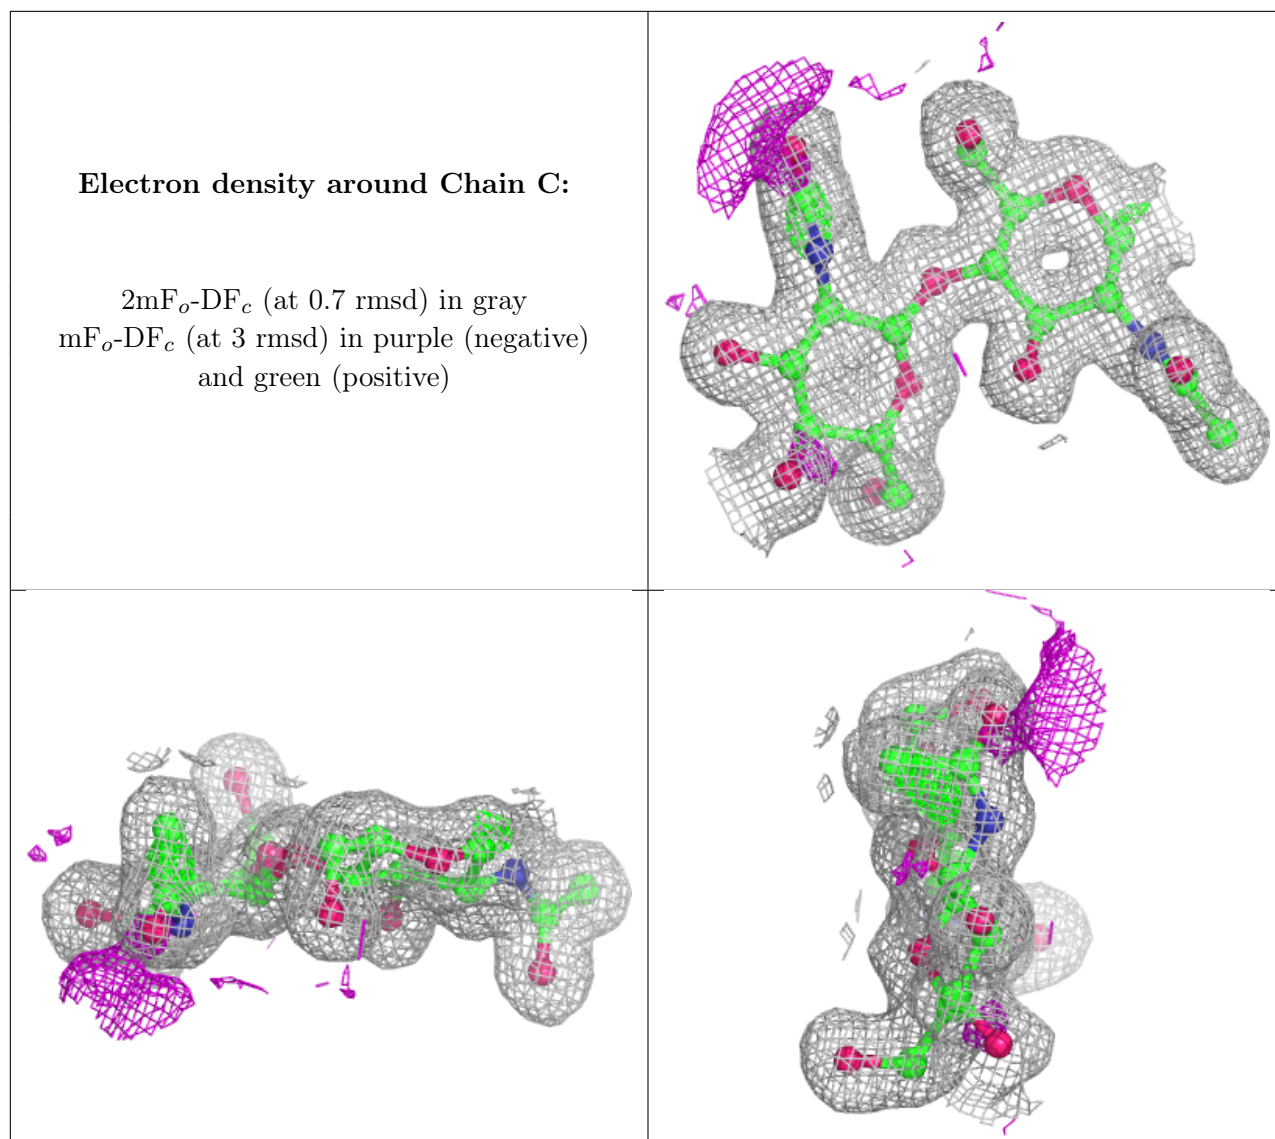 Electron density around Chain C:
2mFo-DFc (at 0.7 rmsd) in gray
mFo-DFc (at 3 rmsd) in purple (negative)
and green (positive)